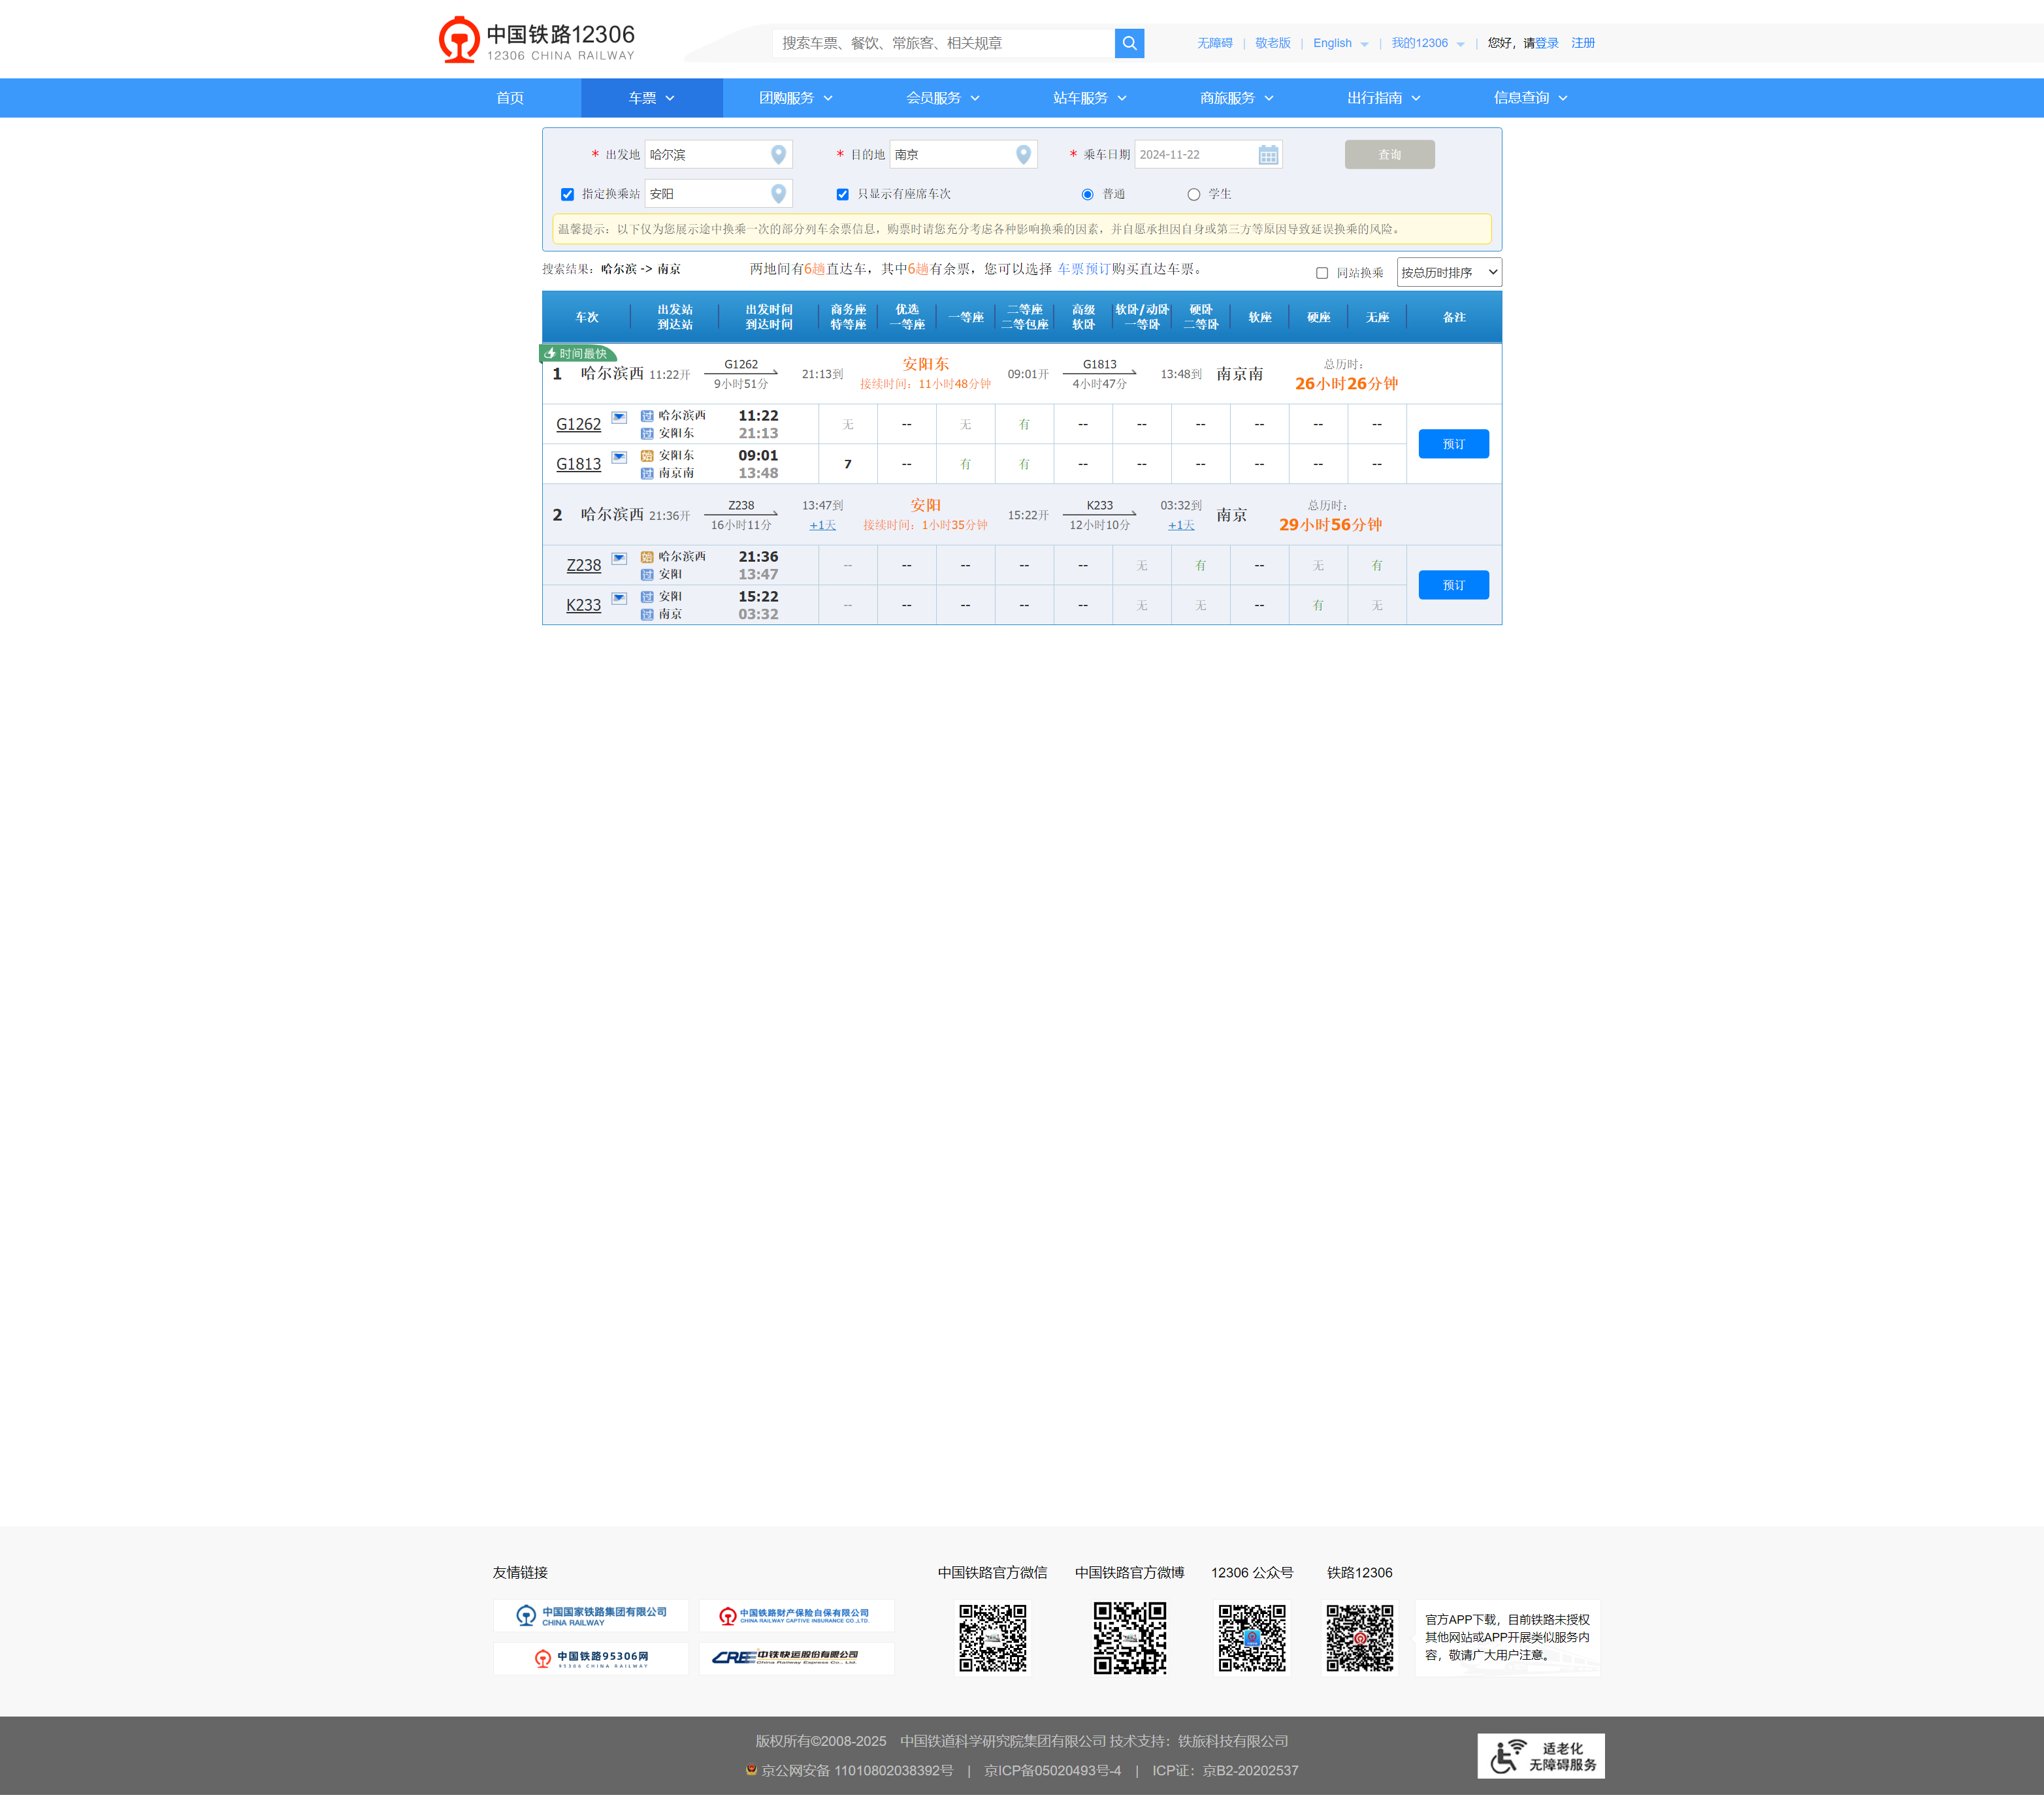 中国铁路12306
12306 CHINA RAILWAY
搜索车票、餐饮、常旅客、相关规章
无障碍 | 敬老版 | English | 我的12306 | 您好，请登录 注册
首页 车票 团购服务 会员服务 站车服务 商旅服务 出行指南 信息查询
* 出发地 哈尔滨 * 目的地 南京 * 乘车日期 2024-11-22 查询
指定换乘站 安阳 只显示有座席车次 普通 学生
温馨提示：以下仅为您展示途中换乘一次的部分列车余票信息，购票时请您充分考虑各种影响换乘的因素，并自愿承担因自身或第三方等原因导致延误换乘的风险。
搜索结果：哈尔滨 -> 南京 两地间有6趟直达车，其中6趟有余票，您可以选择 车票预订购买直达车票。 同站换乘 按总历时排序
车次 出发站 出发时间 商务座 优选 一等座 二等座 高级 软卧/动卧 硬卧 软座 硬座 无座 备注
到达站 到达时间 特等座 一等座 二等包座 软卧 一等卧 二等卧
时间最快
G1262 安阳东 G1813 总历时：
1 哈尔滨西 11:22开 21:13到 09:01开 13:48到 南京南
9小时51分 接续时间：11小时48分钟 4小时47分 26小时26分钟
G1262 过 哈尔滨西 11:22 无 -- 无 有 -- -- -- -- -- --
过 安阳东 21:13
预订
G1813 始 安阳东 09:01 7 -- 有 有 -- -- -- -- -- --
过 南京南 13:48
Z238 13:47到 安阳 K233 03:32到 总历时：
2 哈尔滨西 21:36开 15:22开 南京
16小时11分 +1天 接续时间：1小时35分钟 12小时10分 +1天 29小时56分钟
Z238 始 哈尔滨西 21:36 -- -- -- -- -- 无 有 -- 无 有
过 安阳 13:47
预订
K233 过 安阳 15:22 -- -- -- -- -- 无 无 -- 有 无
过 南京 03:32
友情链接 中国铁路官方微信 中国铁路官方微博 12306 公众号 铁路12306
中国国家铁路集团有限公司
CHINA RAILWAY
中国铁路财产保险自保有限公司
CHINA RAILWAY CAPTIVE INSURANCE CO.,LTD.
中国铁路95306网
95306 CHINA RAILWAY
CRE 中铁快运股份有限公司
China Railway Express Co., Ltd.
官方APP下载，目前铁路未授权
其他网站或APP开展类似服务内
容，敬请广大用户注意。
版权所有©2008-2025 中国铁道科学研究院集团有限公司 技术支持：铁旅科技有限公司
京公网安备 11010802038392号 | 京ICP备05020493号-4 | ICP证：京B2-20202537
适老化
无障碍服务